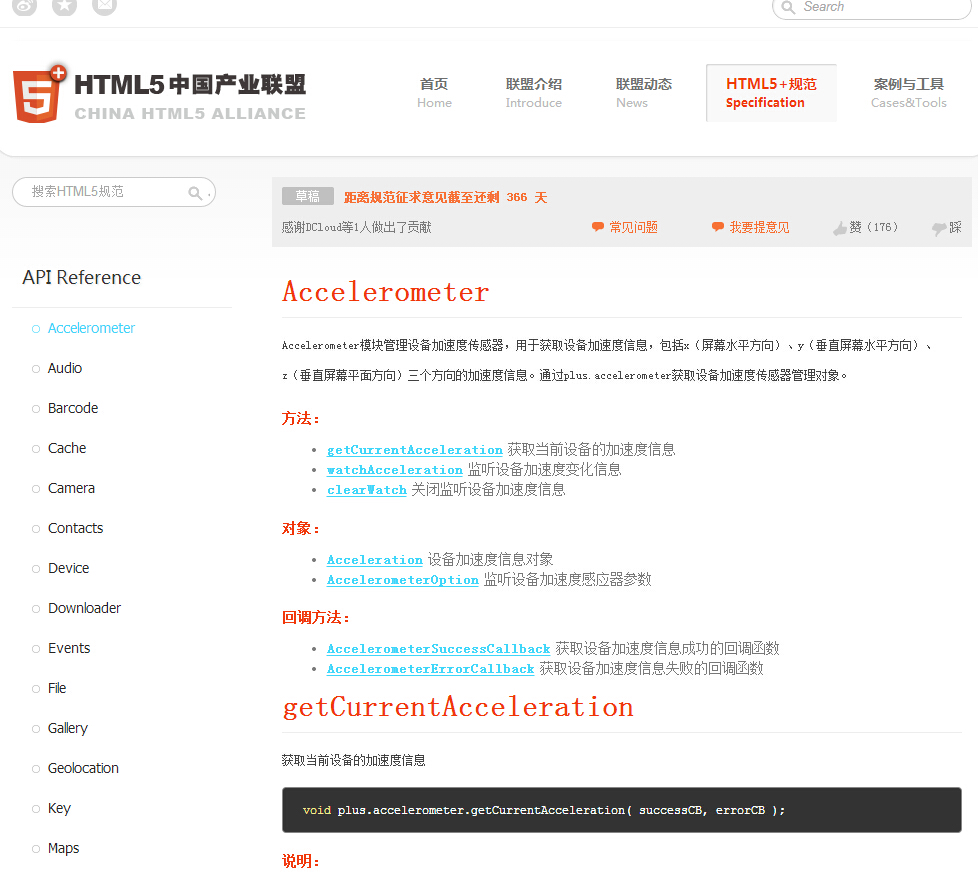 Search
HTML5中国产业联盟
CHINA HTML5 ALLIANCE
首页
Home
联盟介绍
Introduce
联盟动态
News
HTML5+规范
Specification
案例与工具
Cases&Tools
搜索HTML5规范
草稿 距离规范征求意见截至还剩 366 天
感谢DCloud等1人做出了贡献 常见问题 我要提意见 赞（176） 踩
API Reference
Accelerometer
Audio
Barcode
Cache
Camera
Contacts
Device
Downloader
Events
File
Gallery
Geolocation
Key
Maps
Accelerometer
Accelerometer模块管理设备加速度传感器，用于获取设备加速度信息，包括x（屏幕水平方向）、y（垂直屏幕水平方向）、
z（垂直屏幕平面方向）三个方向的加速度信息。通过plus.accelerometer获取设备加速度传感器管理对象。
方法：
getCurrentAcceleration 获取当前设备的加速度信息
watchAcceleration 监听设备加速度变化信息
clearWatch 关闭监听设备加速度信息
对象：
Acceleration 设备加速度信息对象
AccelerometerOption 监听设备加速度感应器参数
回调方法：
AccelerometerSuccessCallback 获取设备加速度信息成功的回调函数
AccelerometerErrorCallback 获取设备加速度信息失败的回调函数
getCurrentAcceleration
获取当前设备的加速度信息
void plus.accelerometer.getCurrentAcceleration( successCB, errorCB );
说明：